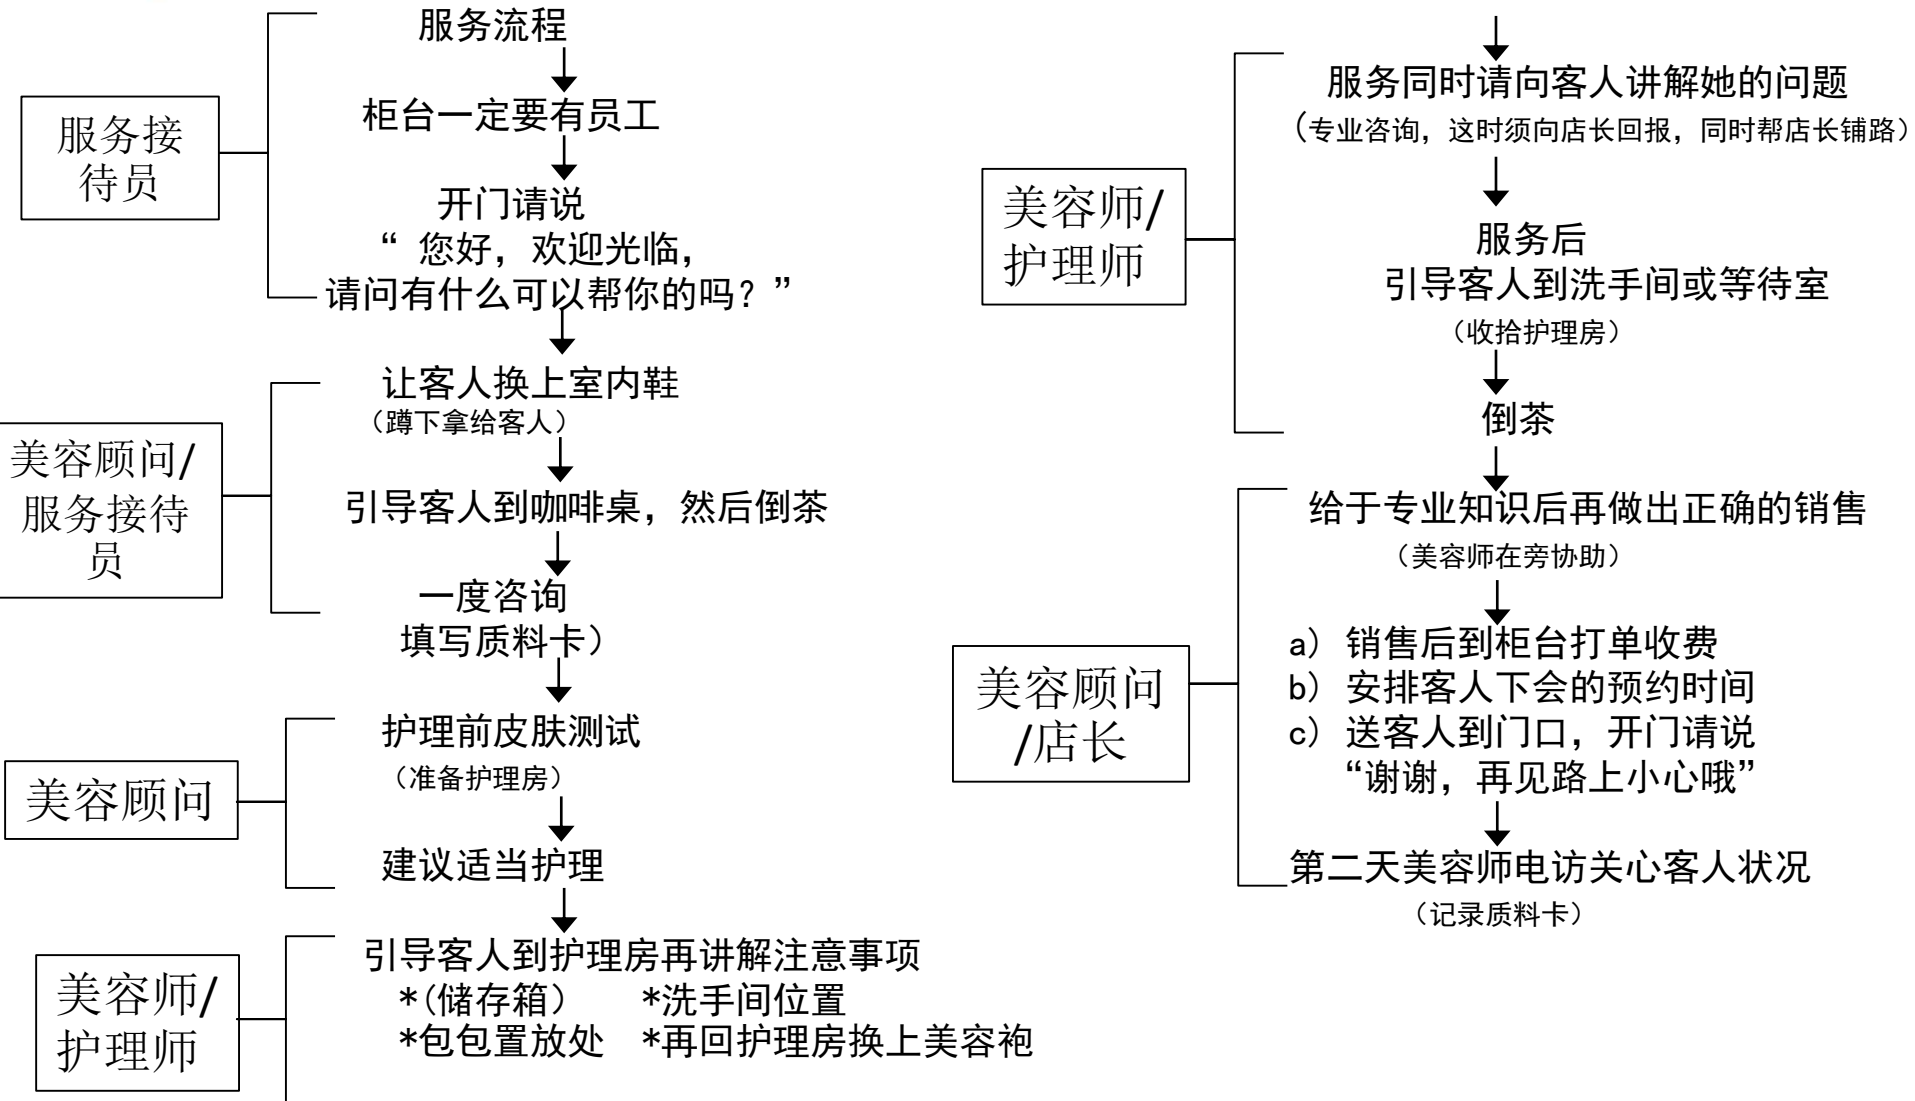 服务流程
柜台一定要有员工
服务接
待员
开门请说
“ 您好，欢迎光临，
请问有什么可以帮你的吗？”
让客人换上室内鞋
（蹲下拿给客人）
美容顾问/
服务接待
员
引导客人到咖啡桌，然后倒茶
一度咨询
填写质料卡）
护理前皮肤测试
（准备护理房）
美容顾问
建议适当护理
引导客人到护理房再讲解注意事项
美容师/
护理师
*(储存箱） *洗手间位置
*包包置放处 *再回护理房换上美容袍
服务同时请向客人讲解她的问题
（专业咨询，这时须向店长回报，同时帮店长铺路）
美容师/
护理师
服务后
引导客人到洗手间或等待室
（收拾护理房）
倒茶
给于专业知识后再做出正确的销售
（美容师在旁协助）
美容顾问
/店长
a) 销售后到柜台打单收费
b) 安排客人下会的预约时间
c) 送客人到门口，开门请说
“谢谢，再见路上小心哦”
第二天美容师电访关心客人状况
（记录质料卡）